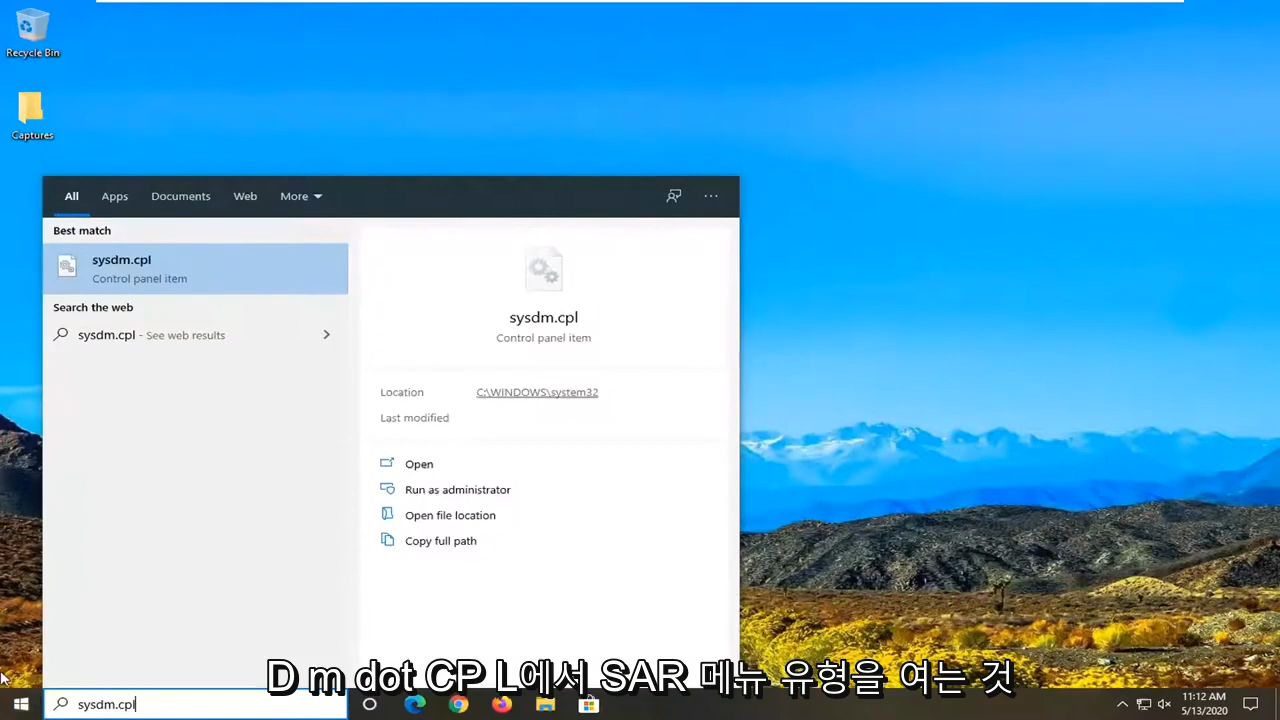 Recycle Bin
Captures
All Apps Documents Web More
Best match
sysdm.cpl
Control panel item
Search the web
sysdm.cpl - See web results
sysdm.cpl
Control panel item
Location C:\WINDOWS\system32
Last modified
Open
Run as administrator
Open file location
Copy full path
D m dot CP L에서 SAR 메뉴 유형을 여는 것
sysdm.cpl
11:12 AM
5/13/2020